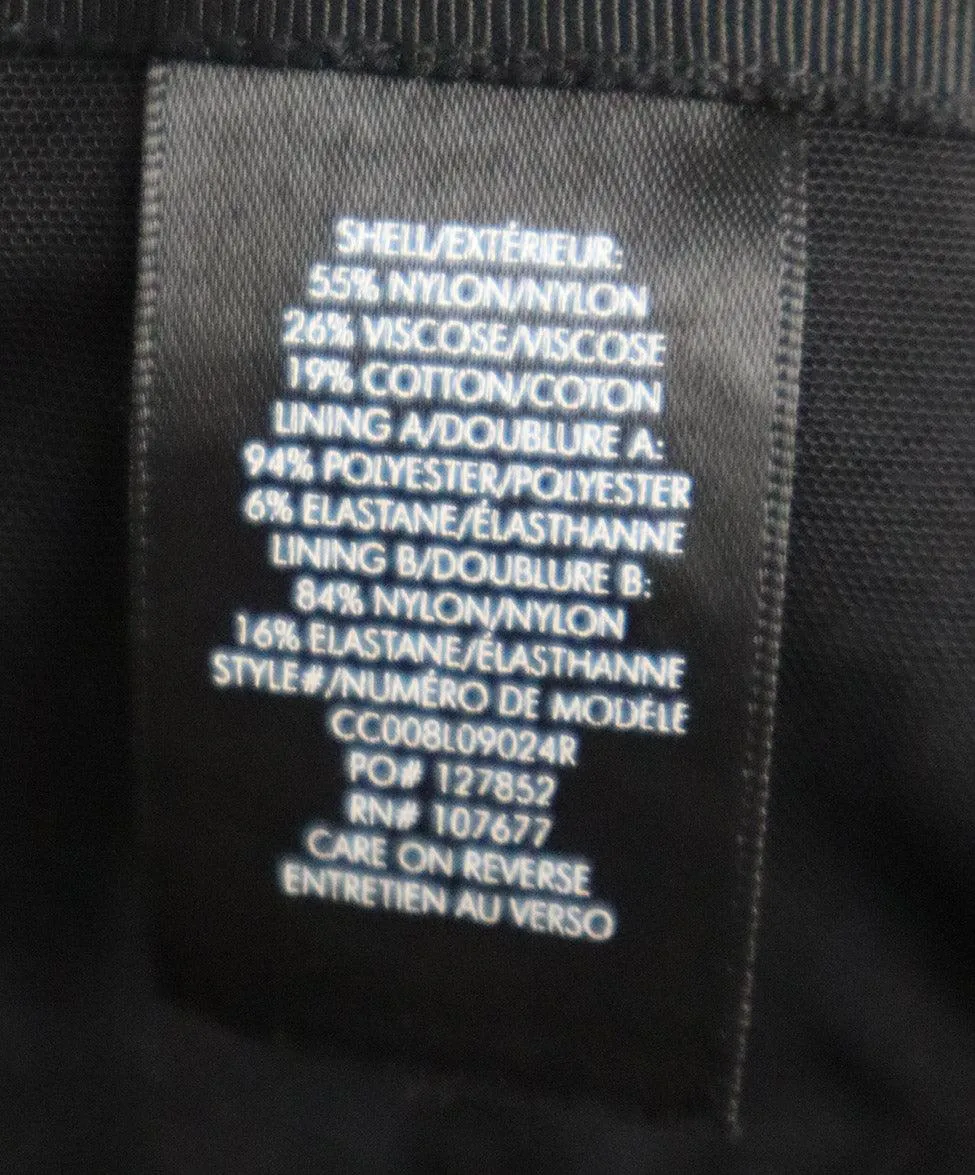 SHELL/EXTÉRIEUR:
55% NYLON/NYLON
26% VISCOSE/VISCOSE
19% COTTON/COTON
LINING A/DOUBLURE A:
94% POLYESTER/POLYESTER
6% ELASTANE/ÉLASTHANNE
LINING B/DOUBLURE B:
84% NYLON/NYLON
16% ELASTANE/ÉLASTHANNE
STYLE#/NUMÉRO DE MODÈLE
CC008L09024R
PO# 127852
RN# 107677
CARE ON REVERSE
ENTRETIEN AU VERSO